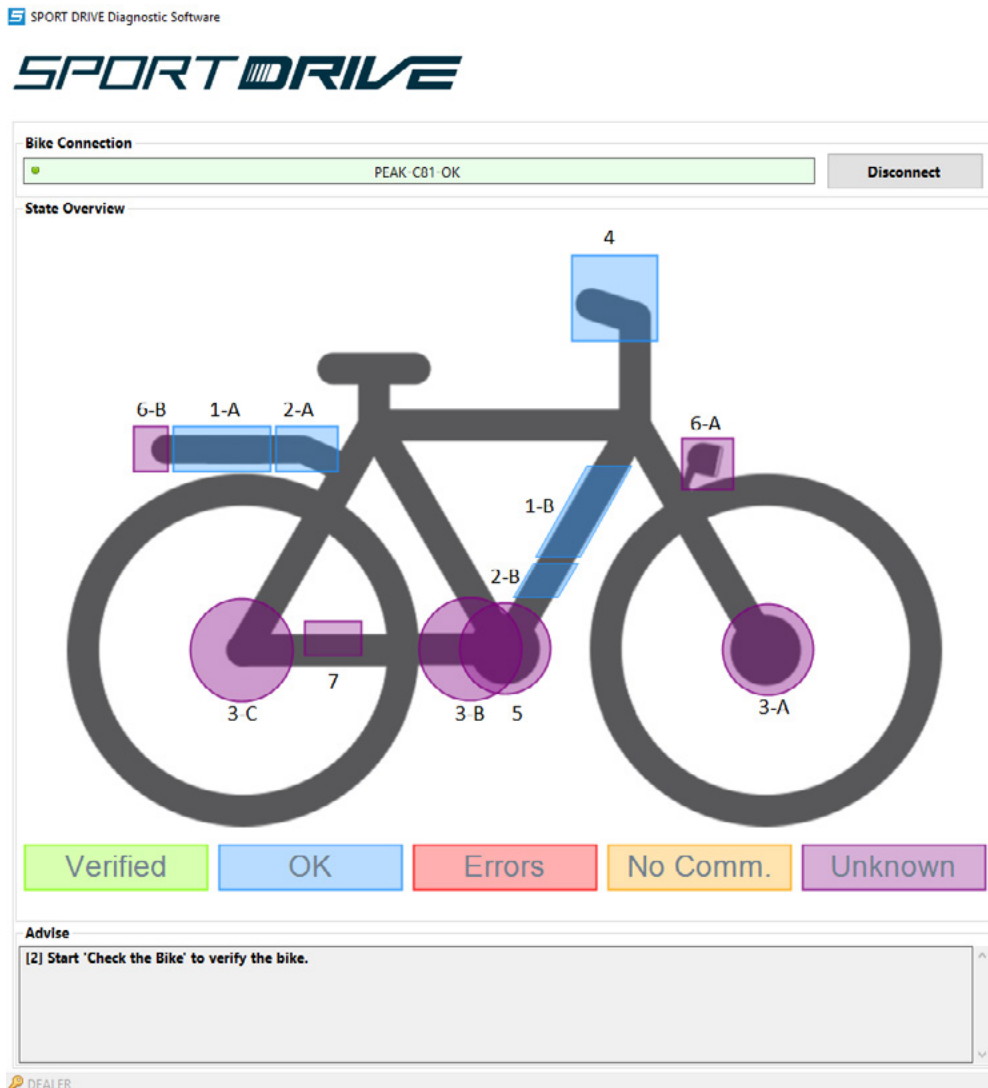 SPORT DRIVE Diagnostic Software
SPORT DRIVE
Bike Connection
PEAK-C81-OK
Disconnect
State Overview
4
6-B 1-A 2-A
6-A
1-B
2-B
7
3-C 3-B 5 3-A
Verified OK Errors No Comm. Unknown
Advise
[2] Start 'Check the Bike' to verify the bike.
DEALER